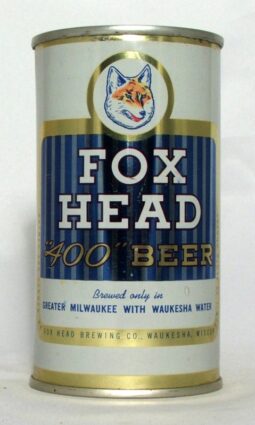 FOX
HEAD
"400" BEER
Brewed only in
GREATER MILWAUKEE WITH WAUKESHA WATER
FOX HEAD BREWING CO., WAUKESHA,